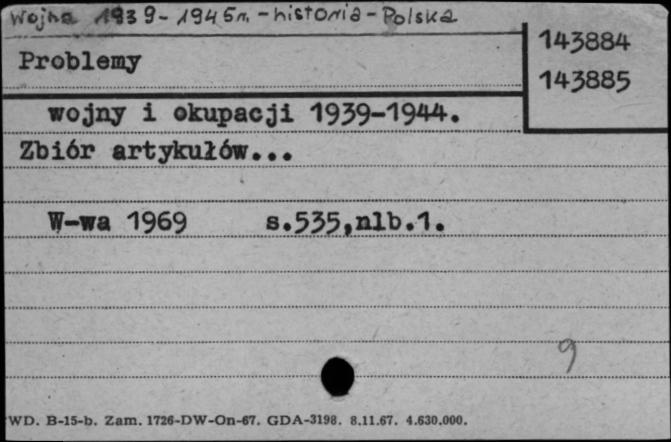 Wojna 1939-1945 r. - historia - Polska
143884
Problemy
143885
wojny i okupacji 1939-1944.
Zbiór artykułów...
W-wa 1969 s.535,nlb.1.
9
WD. B-15-b. Zam. 1726-DW-On-67. GDA-3198. 8.11.67. 4.630.000.